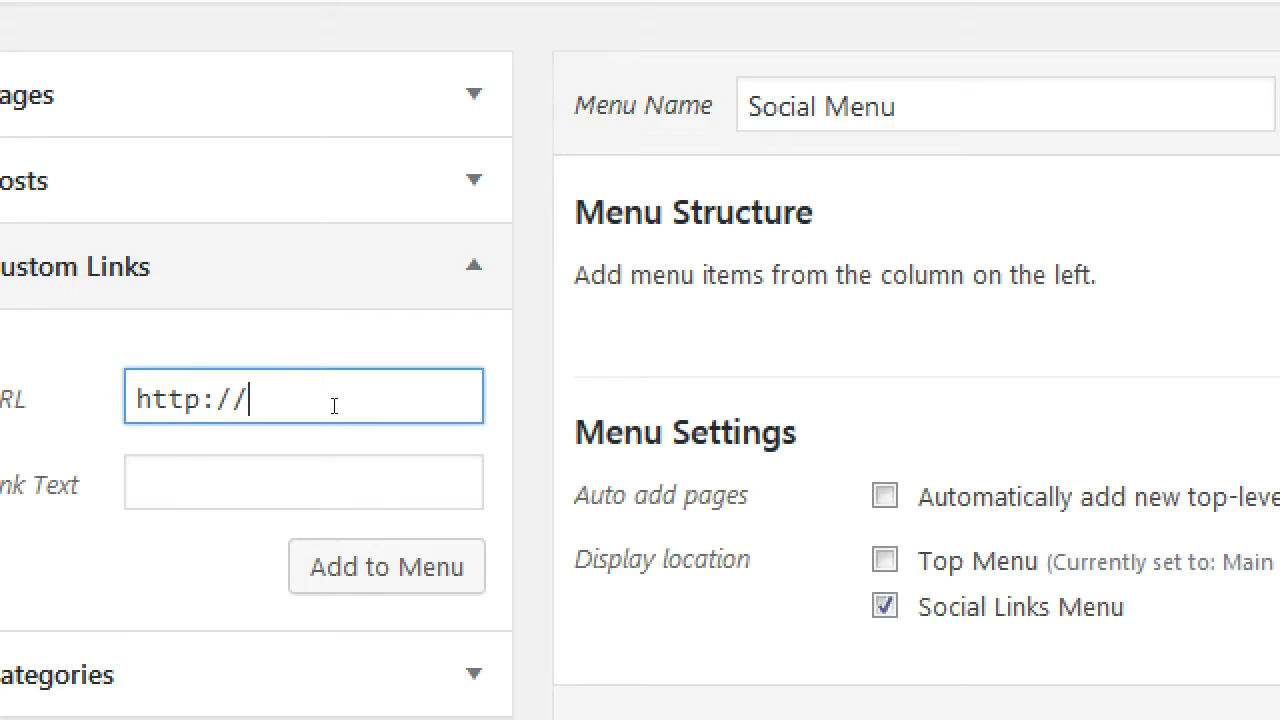 ages
osts
ustom Links
RL
http://
nk Text
Add to Menu
ategories
Menu Name
Social Menu
Menu Structure
Add menu items from the column on the left.
Menu Settings
Auto add pages
Automatically add new top-leve
Display location
Top Menu (Currently set to: Main
Social Links Menu